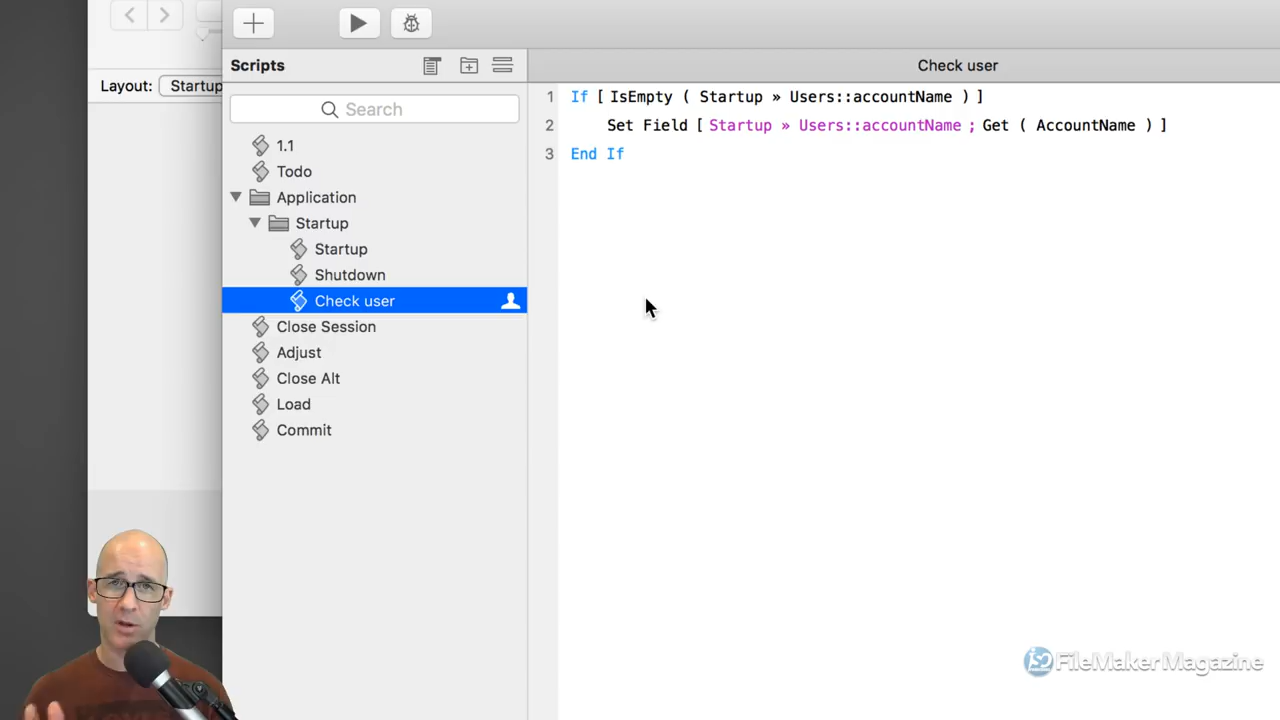 Layout: Startup
Scripts
Check user
Search
1.1
Todo
Application
Startup
Startup
Shutdown
Check user
Close Session
Adjust
Close Alt
Load
Commit
1 If [ IsEmpty ( Startup » Users::accountName ) ]
2 Set Field [ Startup » Users::accountName ; Get ( AccountName ) ]
3 End If
FileMakerMagazine